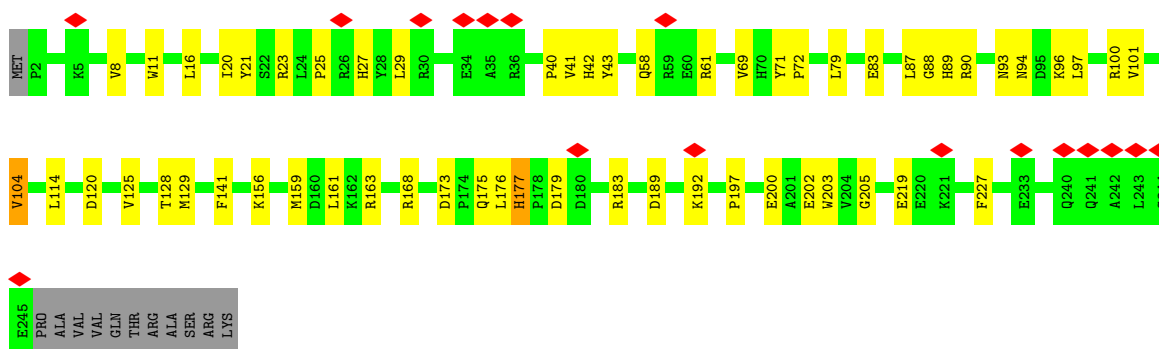 MET P2 K5 V8 W11 L16 I20 Y21 S22 R23 L24 P25 R26 H27 Y28 L29 R30 E34 A35 R36 P40 V41 H42 Y43 Q58 R59 E60 R61 V69 H70 Y71 P72 L79 E83 L87 G88 H89 R90 N93 N94 D95 K96 L97 R100 V101
V104 L114 D120 V125 T128 M129 F141 K156 M159 D160 L161 K162 R163 R168 D173 P174 Q175 L176 H177 P178 D179 D180 R183 D189 K192 P197 E200 A201 E202 W203 V204 G205 E219 E220 K221 F227 E233 Q240 Q241 A242 L243
E245 PRO ALA VAL VAL GLN THR ARG ALA SER ARG LYS